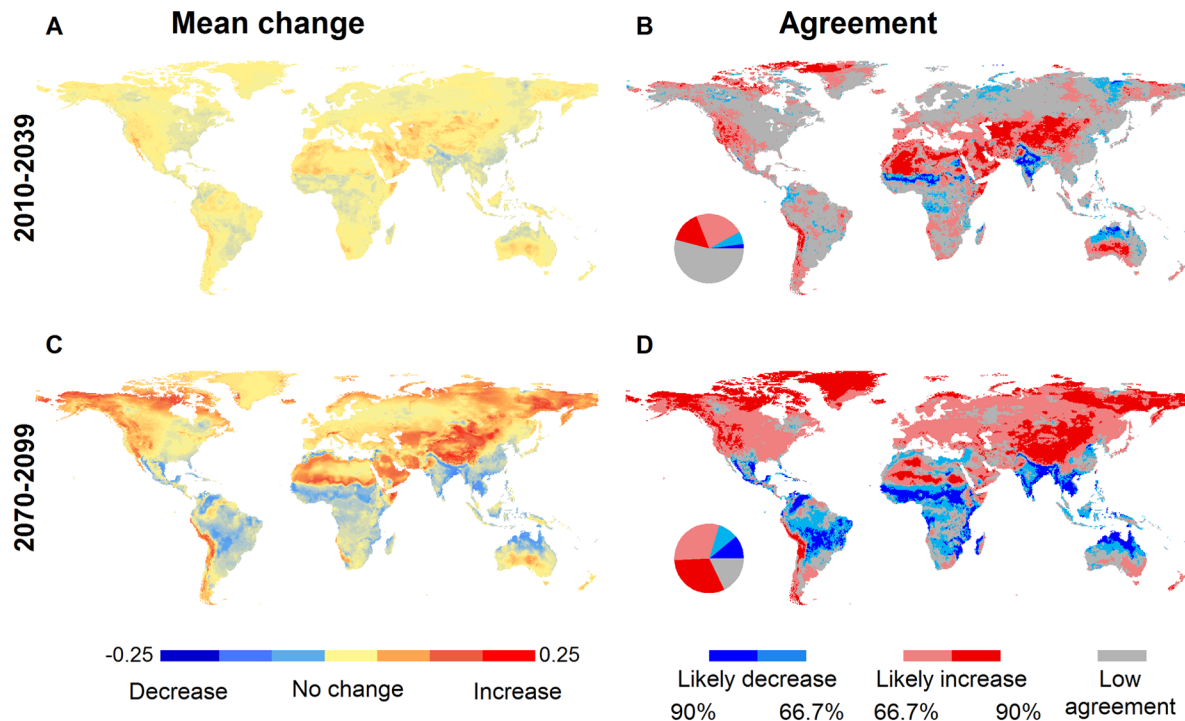 A Mean change B Agreement
2010-2039
C D
2070-2099
-0.25 0.25
Decrease No change Increase
Likely decrease Likely increase Low agreement
90% 66.7% 66.7% 90%